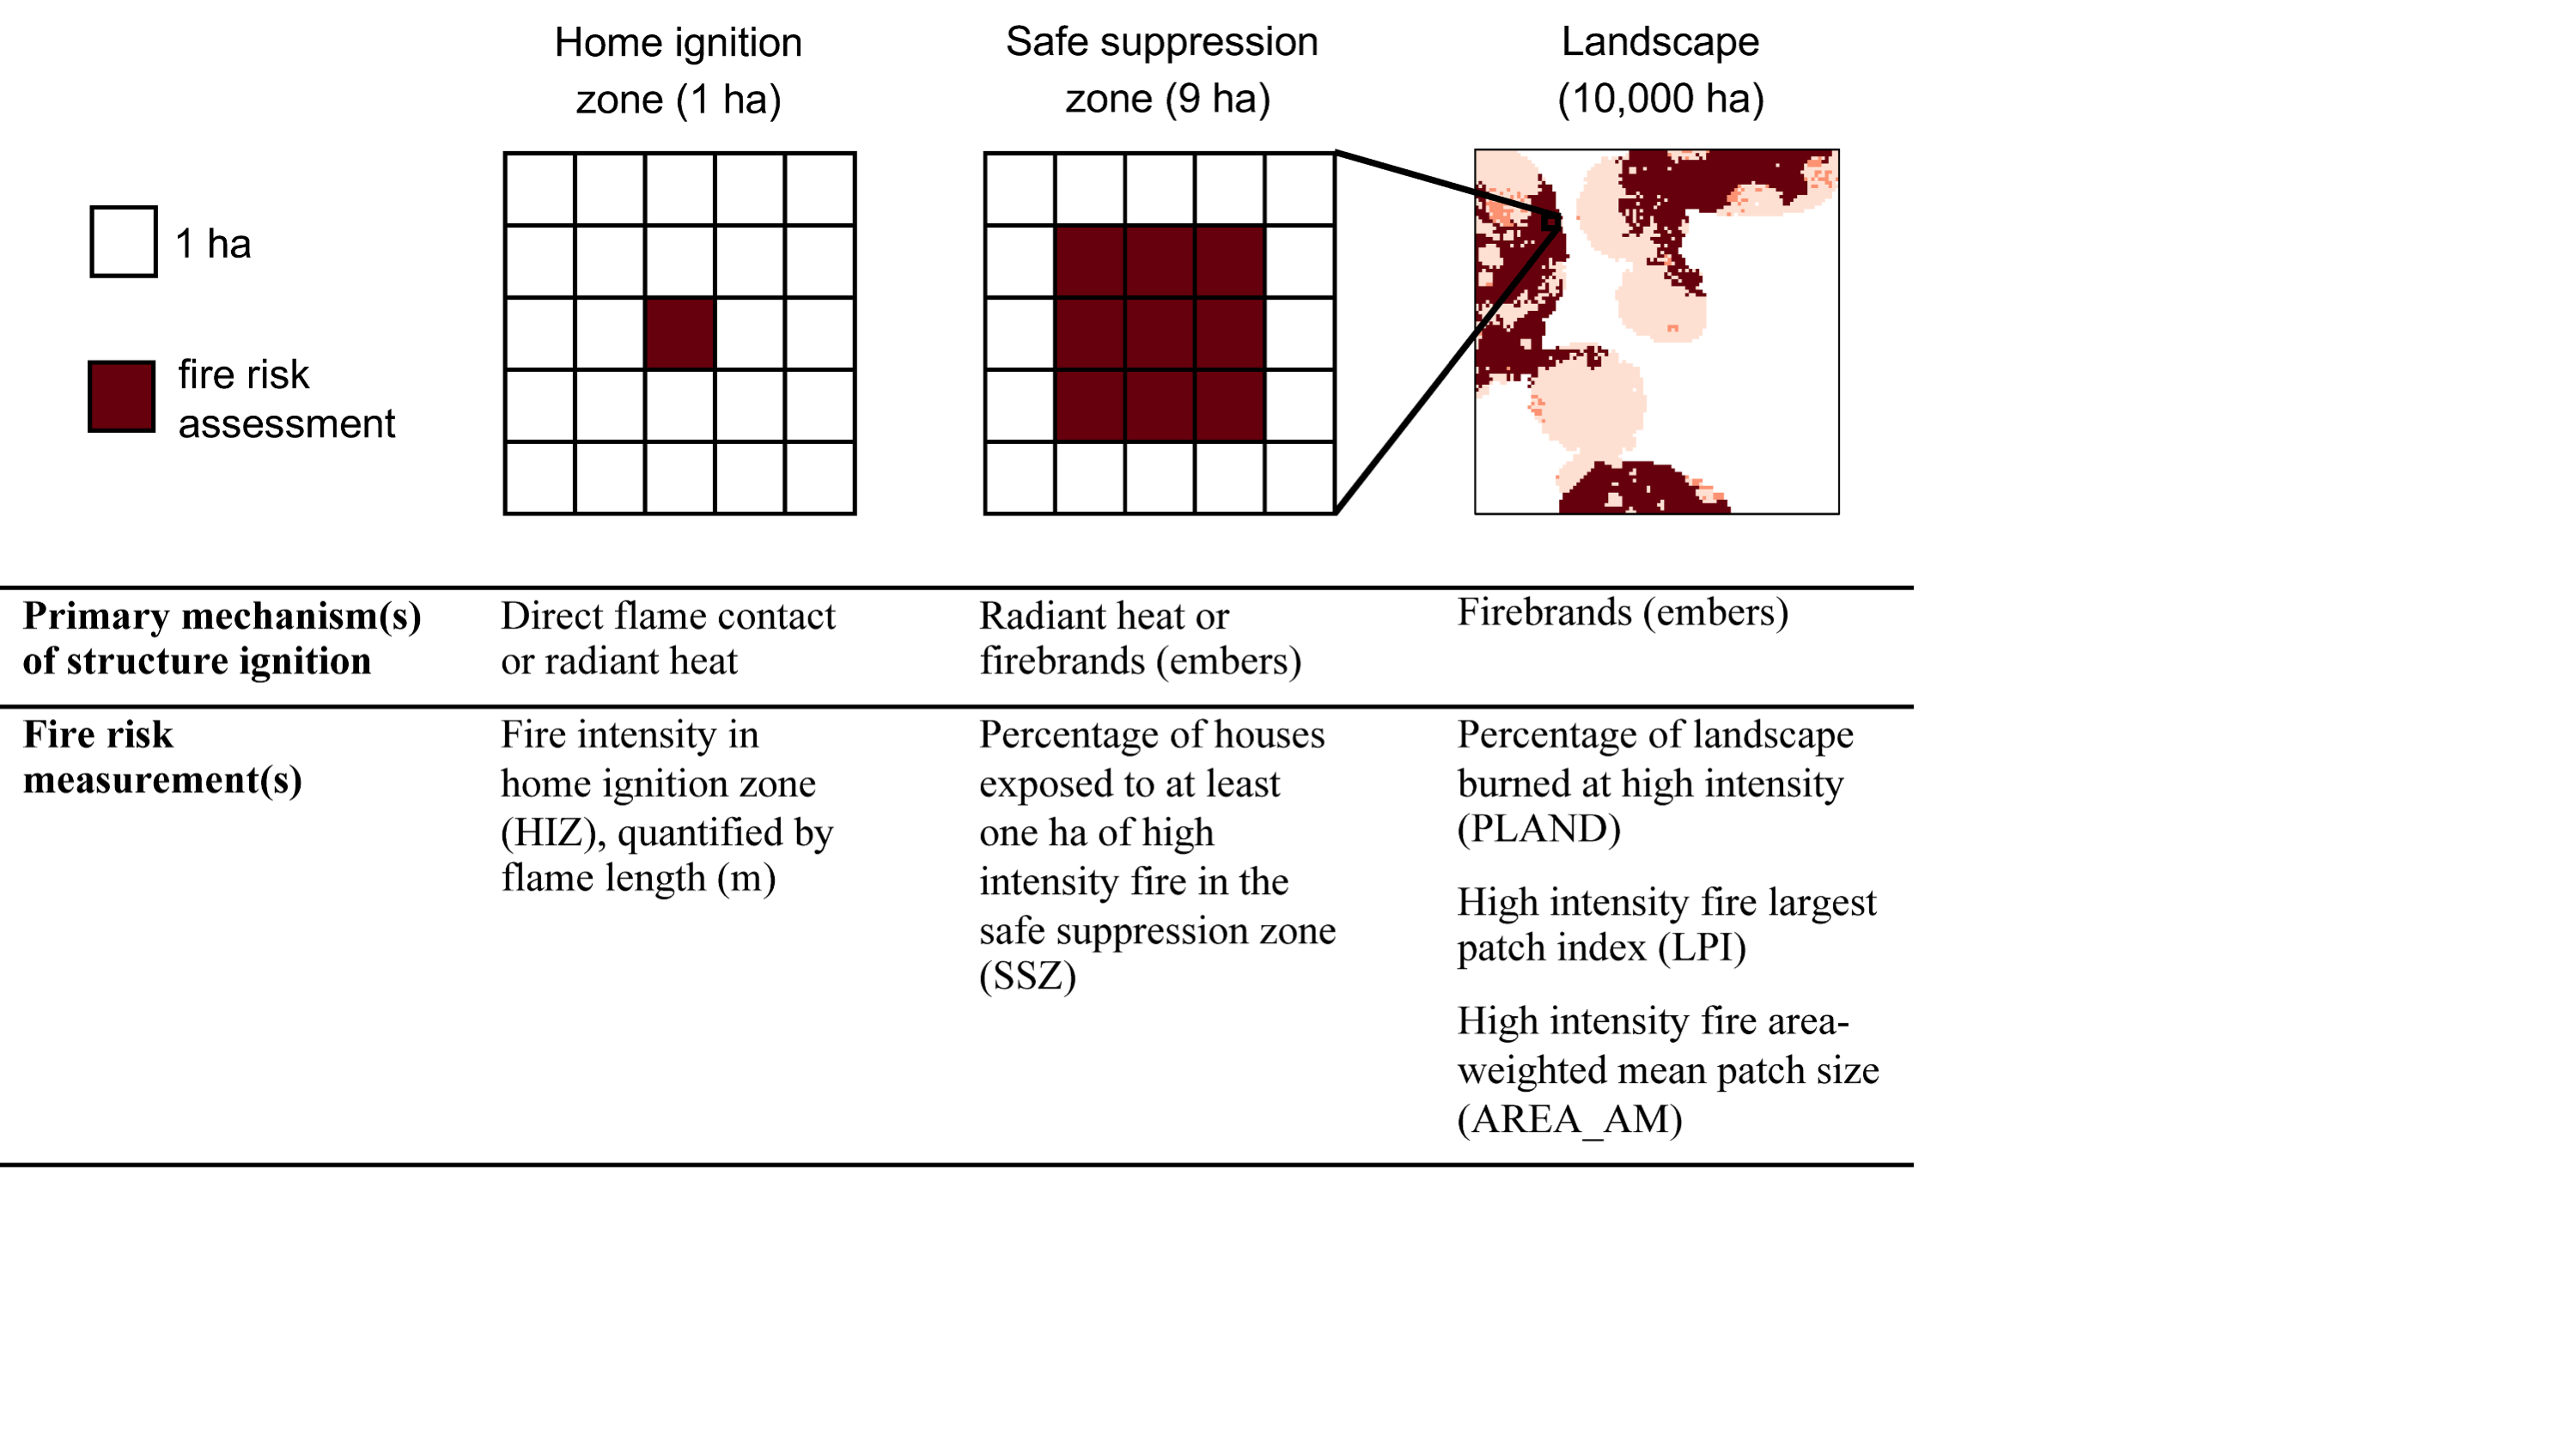 Home ignition
zone (1 ha)
Safe suppression
zone (9 ha)
Landscape
(10,000 ha)
1 ha
fire risk
assessment
Primary mechanism(s)
of structure ignition
Direct flame contact
or radiant heat
Radiant heat or
firebrands (embers)
Firebrands (embers)
Fire risk
measurement(s)
Fire intensity in
home ignition zone
(HIZ), quantified by
flame length (m)
Percentage of houses
exposed to at least
one ha of high
intensity fire in the
safe suppression zone
(SSZ)
Percentage of landscape
burned at high intensity
(PLAND)
High intensity fire largest
patch index (LPI)
High intensity fire area-
weighted mean patch size
(AREA_AM)